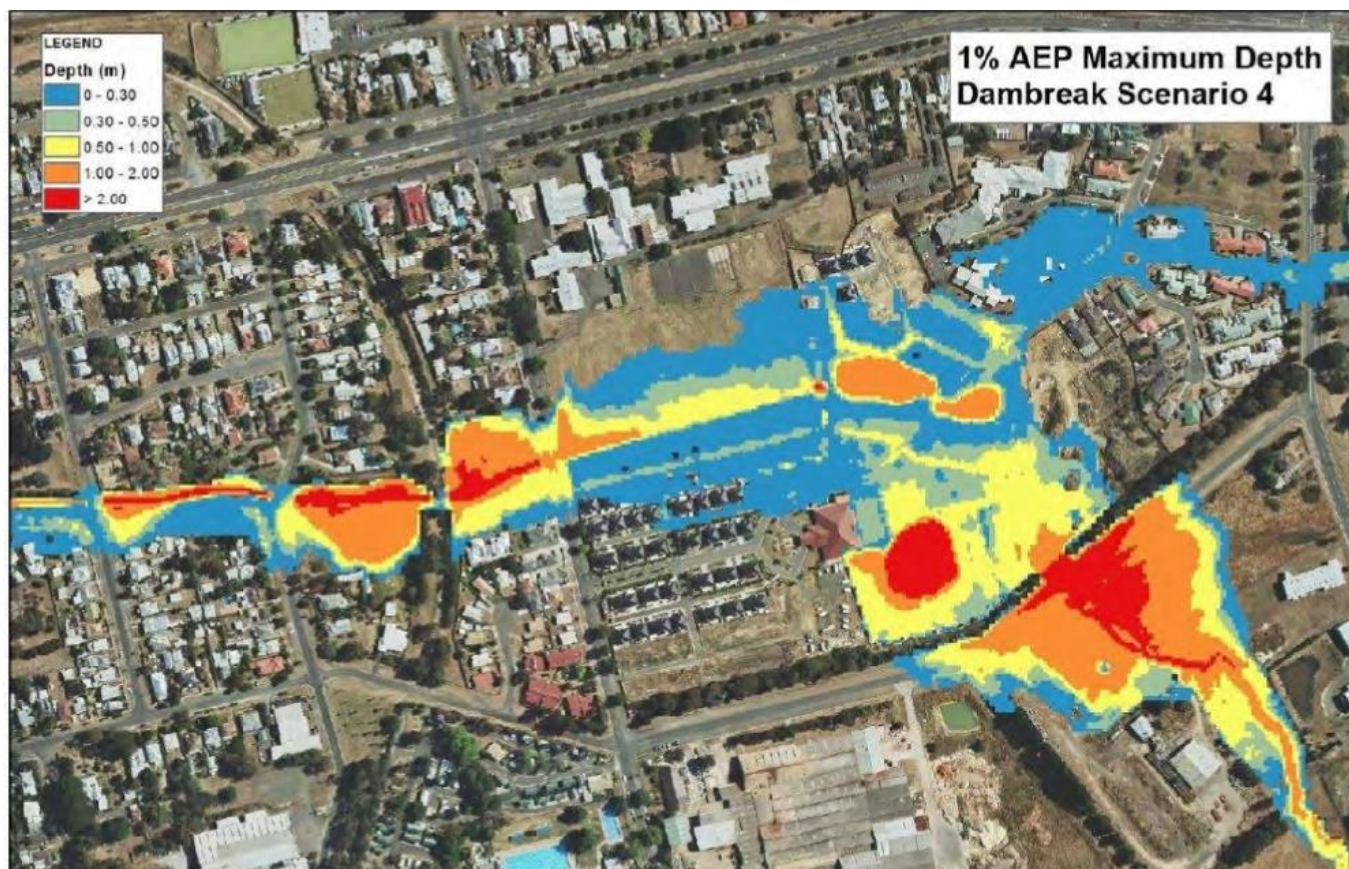 LEGEND
Depth (m)
0 - 0.30
0.30 - 0.50
0.50 - 1.00
1.00 - 2.00
> 2.00
1% AEP Maximum Depth
Dambreak Scenario 4